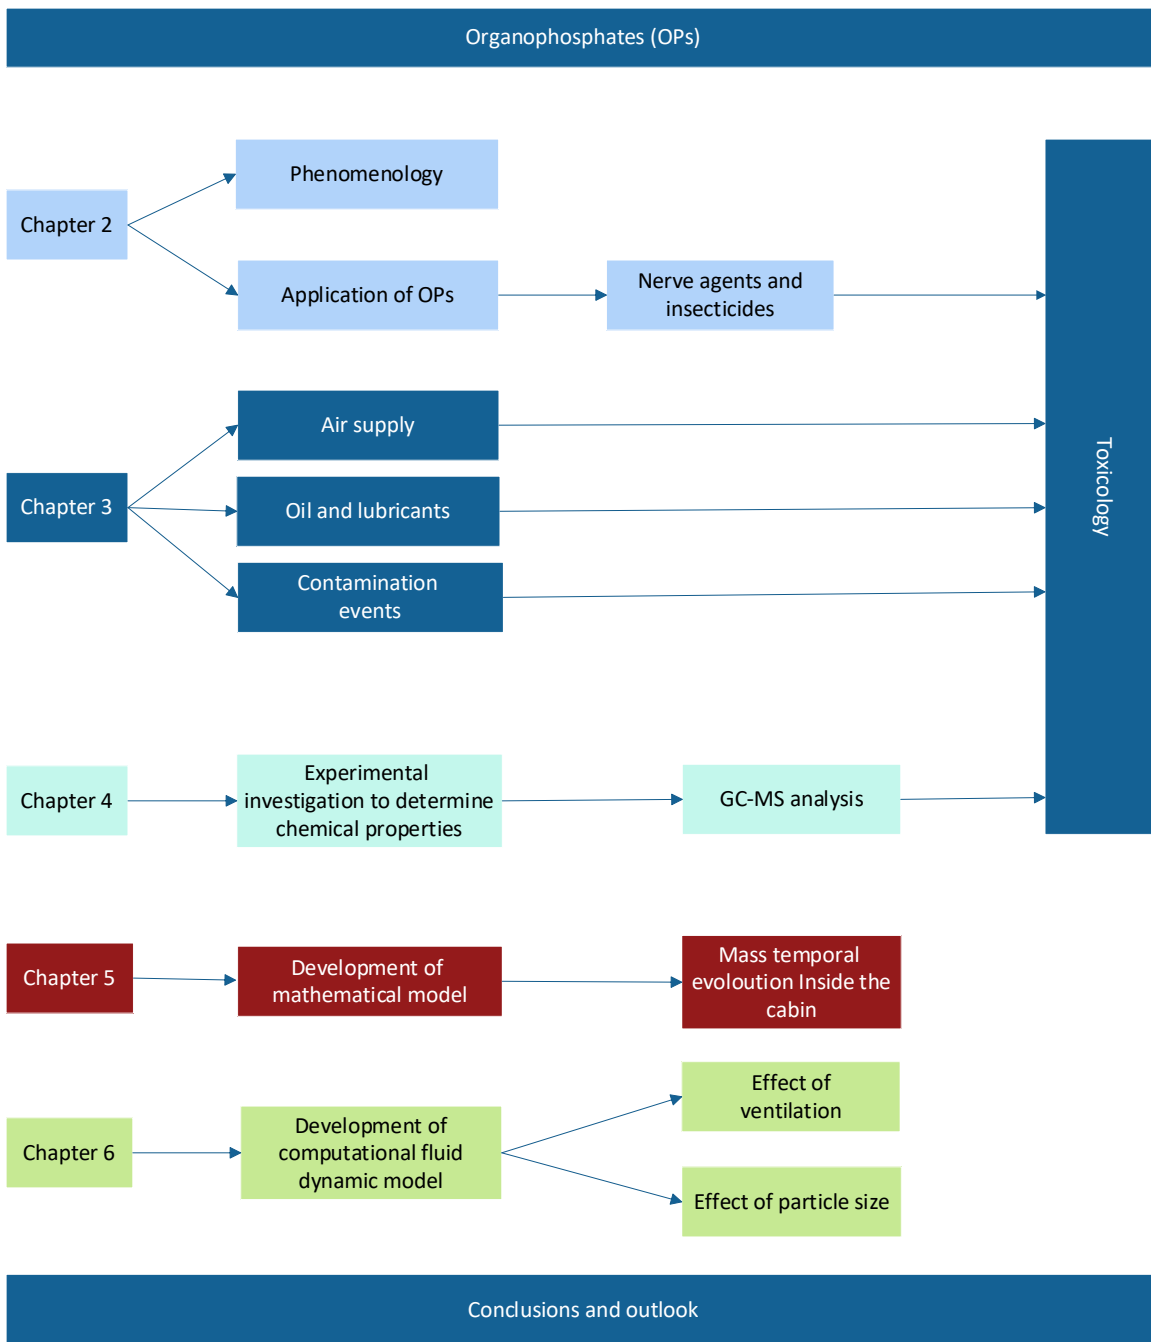 Organophosphates (OPs)
Phenomenology
Chapter 2
Application of OPs
Nerve agents and
insecticides
Toxicology
Air supply
Chapter 3
Oil and lubricants
Contamination
events
Chapter 4
Experimental
investigation to determine
chemical properties
GC-MS analysis
Chapter 5
Development of
mathematical model
Mass temporal
evoloution Inside the
cabin
Chapter 6
Development of
computational fluid
dynamic model
Effect of
ventilation
Effect of particle size
Conclusions and outlook